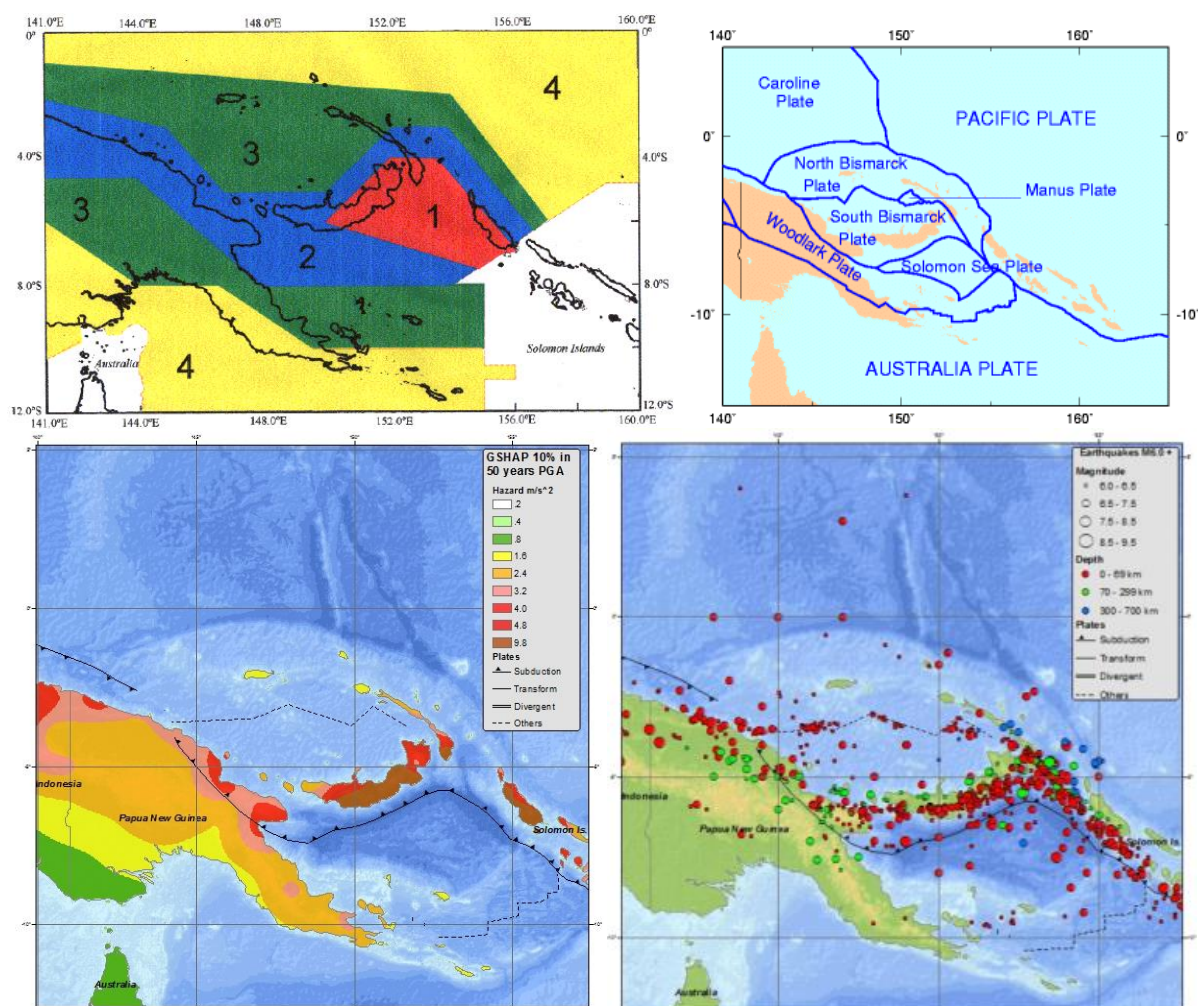 141.0°E 144.0°E 148.0°E 152.0°E 156.0°E 160.0°E
0° 0°
4
3
4.0°S 4.0°S
3
1
2
8.0°S 8.0°S
Solomon Islands
Australia
4
12.0°S 12.0°S
141.0°E 144.0°E 148.0°E 152.0°E 156.0°E 160.0°E
140° 150° 160°
Caroline
Plate
PACIFIC PLATE
0° 0°
North Bismarck
Plate
Manus Plate
South Bismarck
Plate
Woodlark Plate
Solomon Sea Plate
-10° -10°
AUSTRALIA PLATE
140° 150° 160°
GSHAP 10% in
50 years PGA
Hazard m/s^2
.2
.4
.8
1.6
2.4
3.2
4.0
4.8
9.8
Plates
Subduction
Transform
Divergent
Others
Indonesia
Papua New Guinea
Solomon Is.
Australia
Earthquakes M6.0 +
Magnitude
6.0 - 6.5
6.5 - 7.5
7.5 - 8.5
8.5 - 9.5
Depth
0 - 69 km
70 - 299 km
300 - 700 km
Plates
Subduction
Transform
Divergent
Others
Indonesia
Papua New Guinea
Solomon Is
Australia